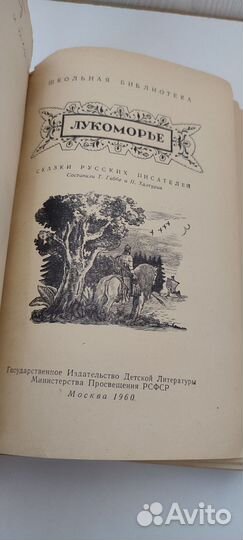 ШКОЛЬНАЯ БИБЛИОТЕКА
ЛУКОМОРЬЕ
СКАЗКИ РУССКИХ ПИСАТЕЛЕЙ
Составили Т. Габбе и П. Халтурин
Государственное Издательство Детской Литературы
Министерства Просвещения РСФСР
Москва 1960
Avito